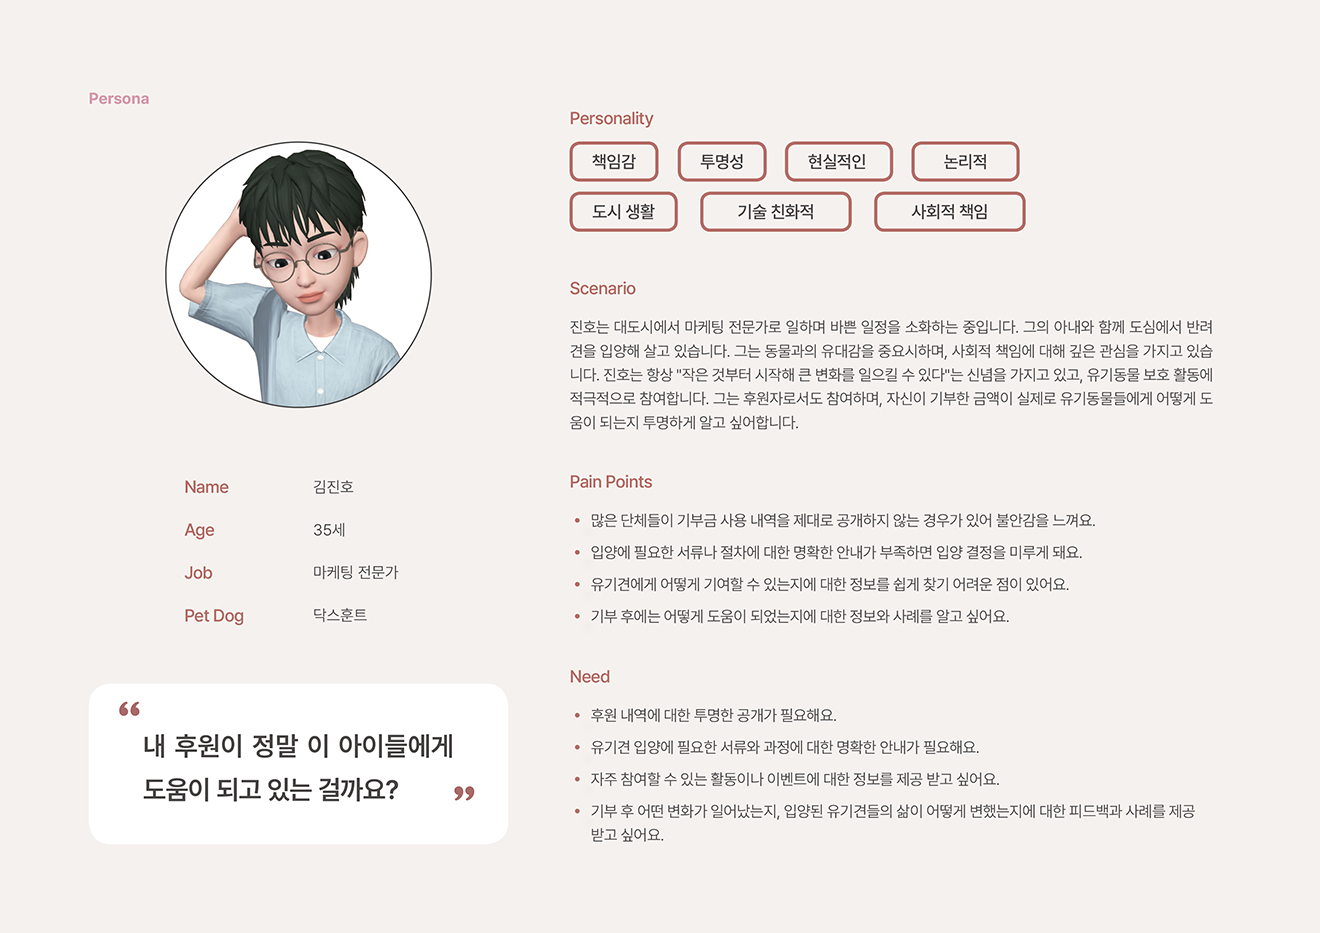 Persona
Name 김진호
Age 35세
Job 마케팅 전문가
Pet Dog 닥스훈트
“
내 후원이 정말 이 아이들에게
도움이 되고 있는 걸까요?
”
Personality
책임감 투명성 현실적인 논리적
도시 생활 기술 친화적 사회적 책임
Scenario
진호는 대도시에서 마케팅 전문가로 일하며 바쁜 일정을 소화하는 중입니다. 그의 아내와 함께 도심에서 반려
견을 입양해 살고 있습니다. 그는 동물과의 유대감을 중요시하며, 사회적 책임에 대해 깊은 관심을 가지고 있습
니다. 진호는 항상 "작은 것부터 시작해 큰 변화를 일으킬 수 있다"는 신념을 가지고 있고, 유기동물 보호 활동에
적극적으로 참여합니다. 그는 후원자로서도 참여하며, 자신이 기부한 금액이 실제로 유기동물들에게 어떻게 도
움이 되는지 투명하게 알고 싶어합니다.
Pain Points
• 많은 단체들이 기부금 사용 내역을 제대로 공개하지 않는 경우가 있어 불안감을 느껴요.
• 입양에 필요한 서류나 절차에 대한 명확한 안내가 부족하면 입양 결정을 미루게 돼요.
• 유기견에게 어떻게 기여할 수 있는지에 대한 정보를 쉽게 찾기 어려운 점이 있어요.
• 기부 후에는 어떻게 도움이 되었는지에 대한 정보와 사례를 알고 싶어요.
Need
• 후원 내역에 대한 투명한 공개가 필요해요.
• 유기견 입양에 필요한 서류와 과정에 대한 명확한 안내가 필요해요.
• 자주 참여할 수 있는 활동이나 이벤트에 대한 정보를 제공 받고 싶어요.
• 기부 후 어떤 변화가 일어났는지, 입양된 유기견들의 삶이 어떻게 변했는지에 대한 피드백과 사례를 제공
받고 싶어요.